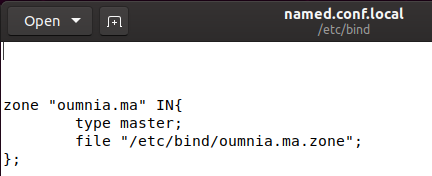 Open
named.conf.local
/etc/bind
zone "oumnia.ma" IN{
        type master;
        file "/etc/bind/oumnia.ma.zone";
};